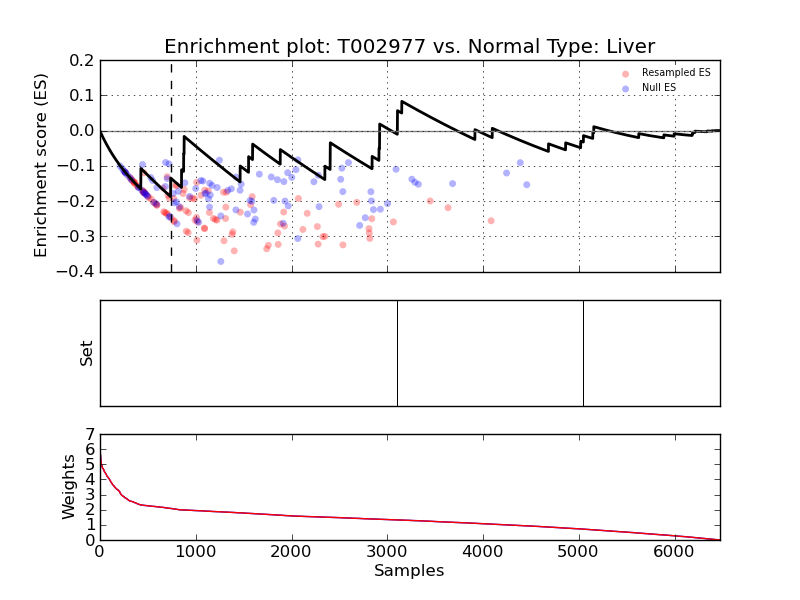 Enrichment plot: T002977 vs. Normal Type: Liver
Enrichment score (ES)
0.2
0.1
0.0
−0.1
−0.2
−0.3
−0.4
Resampled ES
Null ES
Set
Weights
7
6
5
4
3
2
1
0
0 1000 2000 3000 4000 5000 6000
Samples